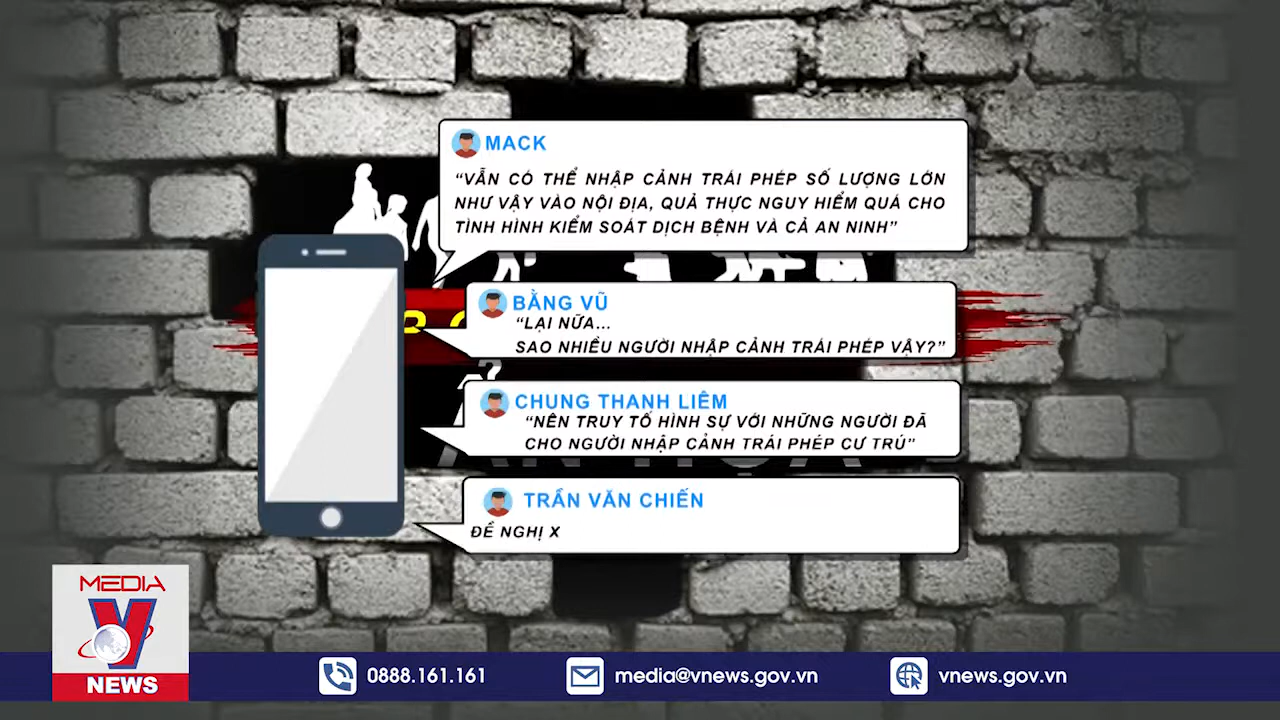 MACK
“VẪN CÓ THỂ NHẬP CẢNH TRÁI PHÉP SỐ LƯỢNG LỚN
NHƯ VẬY VÀO NỘI ĐỊA, QUẢ THỰC NGUY HIỂM QUÁ CHO
TÌNH HÌNH KIỂM SOÁT DỊCH BỆNH VÀ CẢ AN NINH”
BẰNG VŨ
“LẠI NỮA...
SAO NHIỀU NGƯỜI NHẬP CẢNH TRÁI PHÉP VẬY?”
CHUNG THANH LIÊM
“NÊN TRUY TỐ HÌNH SỰ VỚI NHỮNG NGƯỜI ĐÃ
CHO NGƯỜI NHẬP CẢNH TRÁI PHÉP CƯ TRÚ”
TRẦN VĂN CHIẾN
ĐỀ NGHỊ X
MEDIA
V
NEWS
0888.161.161
media@vnews.gov.vn
vnews.gov.vn